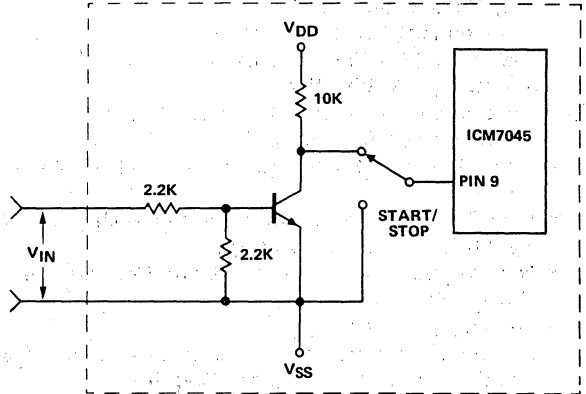 VDD
10K
ICM7045
2.2K
PIN 9
START/
STOP
VIN
2.2K
VSS